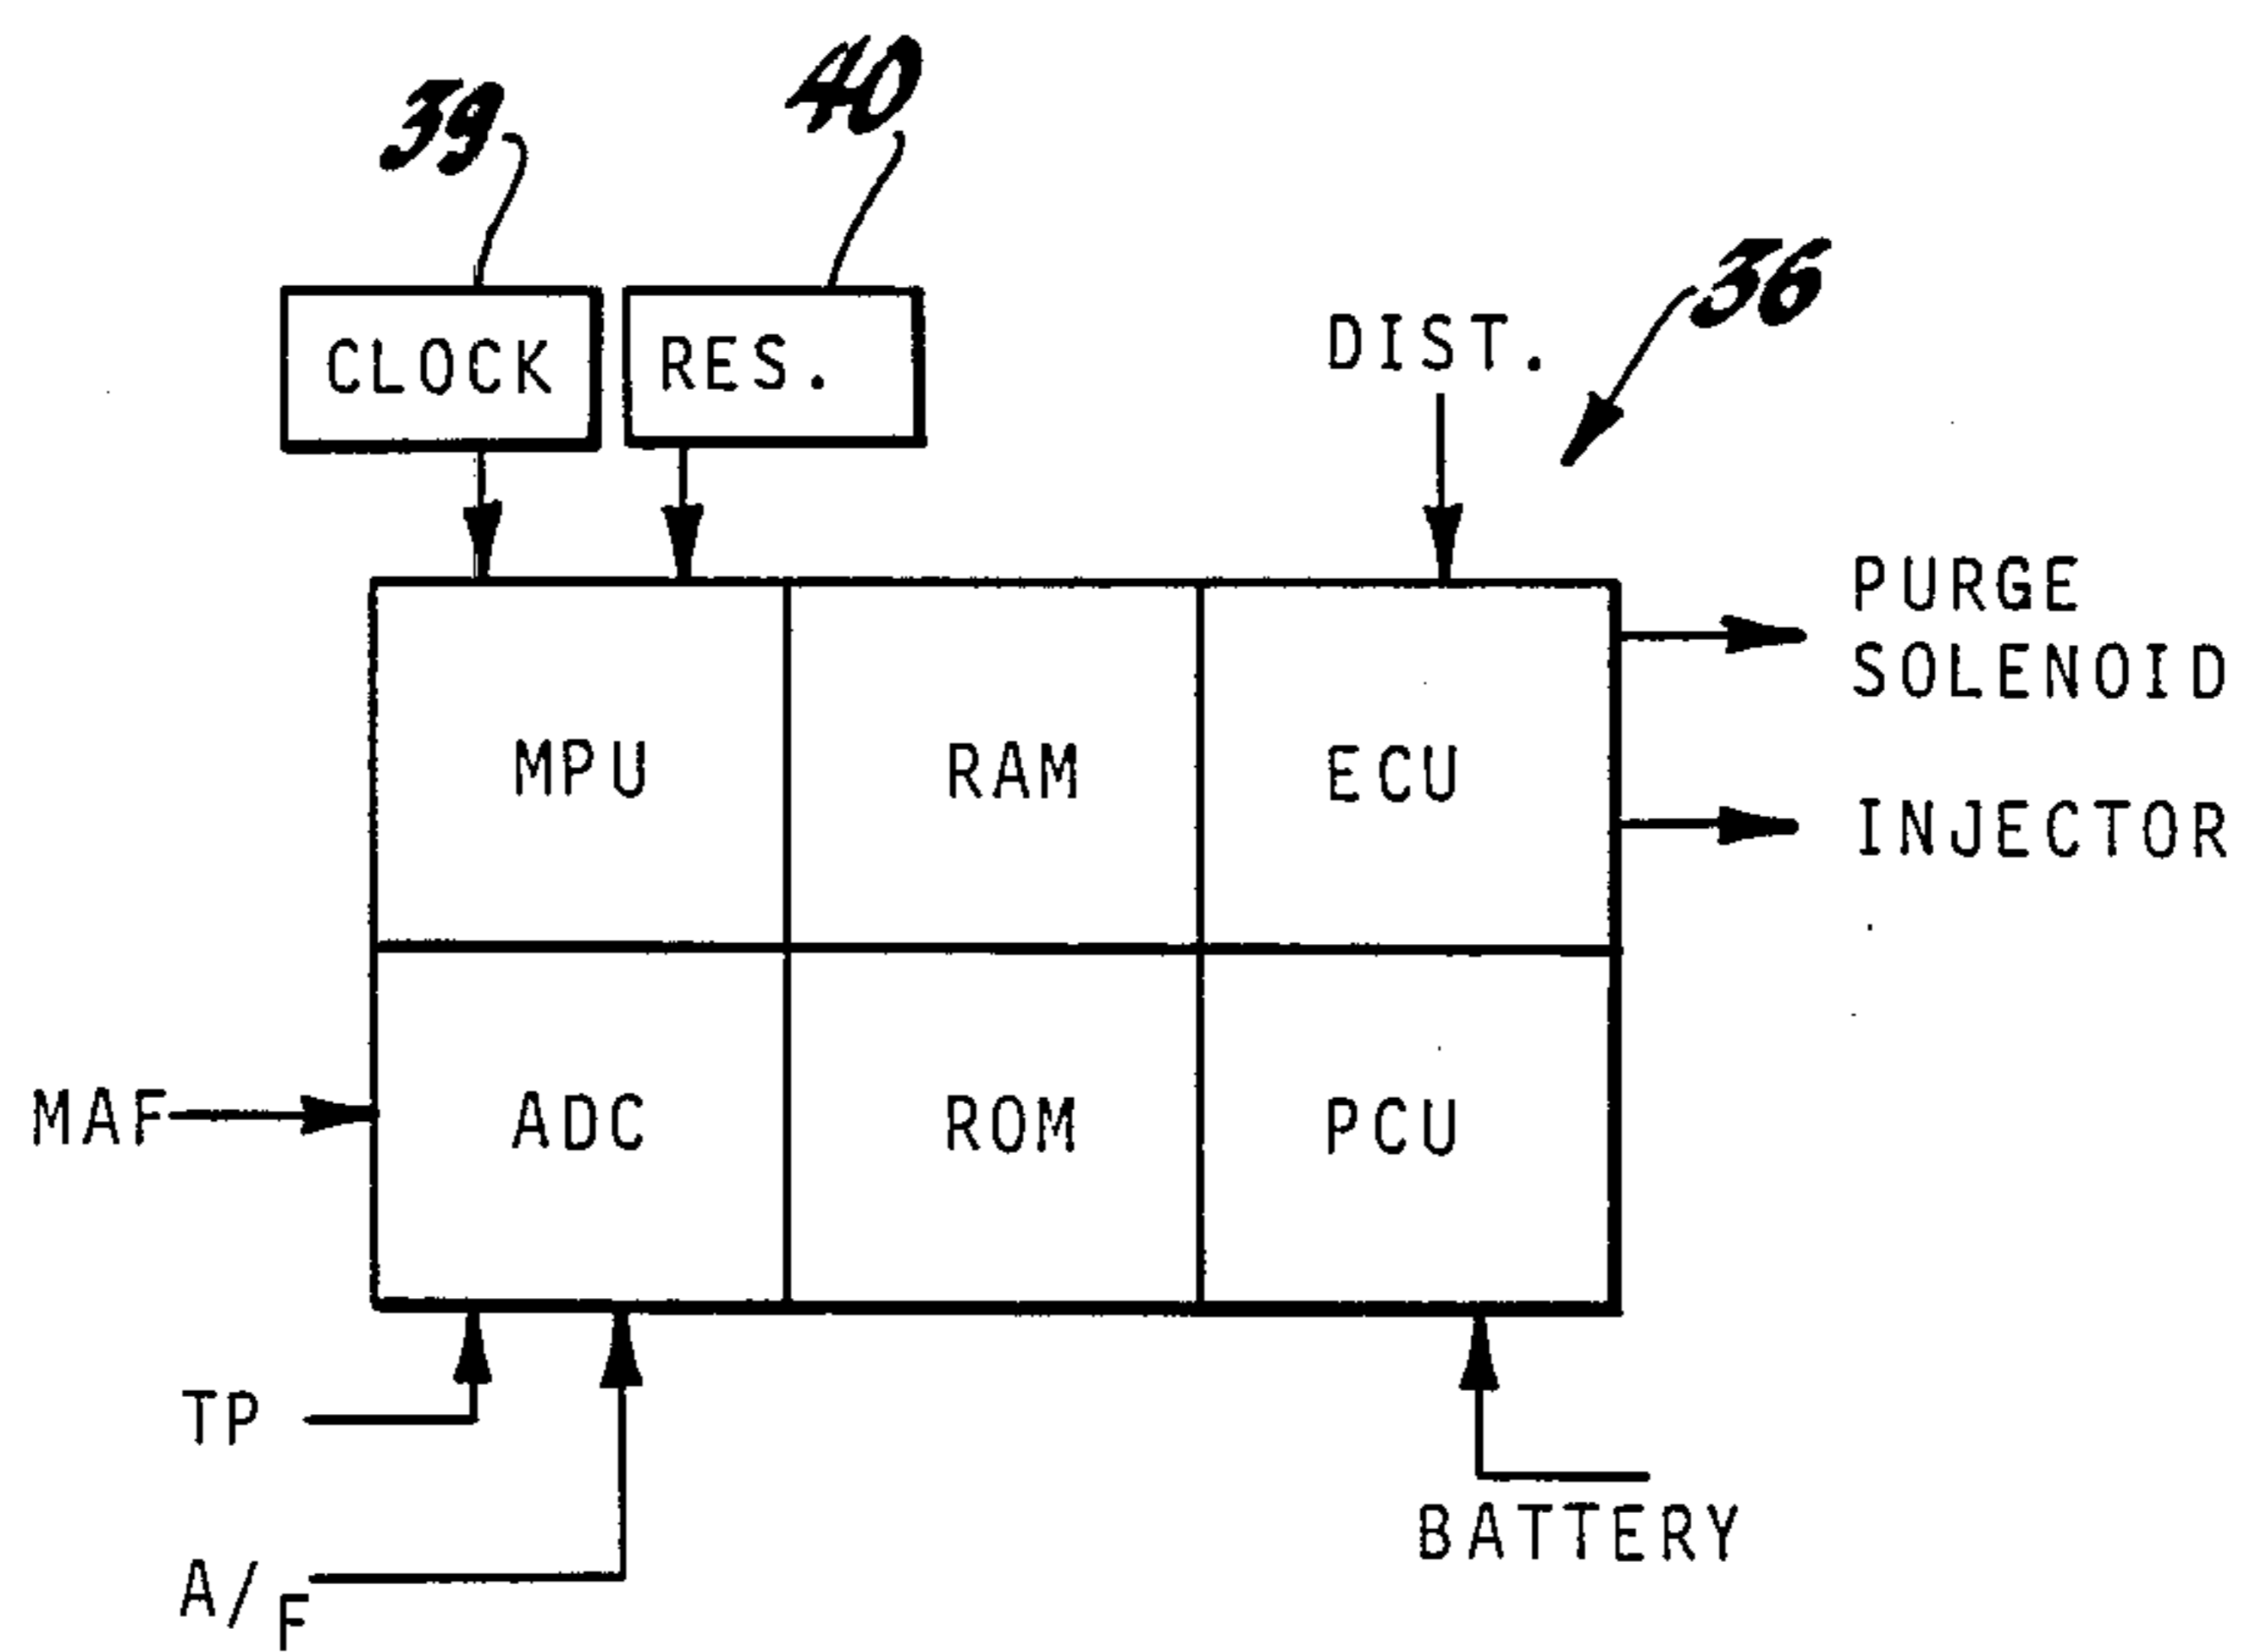 39
40
36
CLOCK
RES.
DIST.
PURGE
SOLENOID
MPU
RAM
ECU
INJECTOR
MAF
ADC
ROM
PCU
TP
BATTERY
A/F